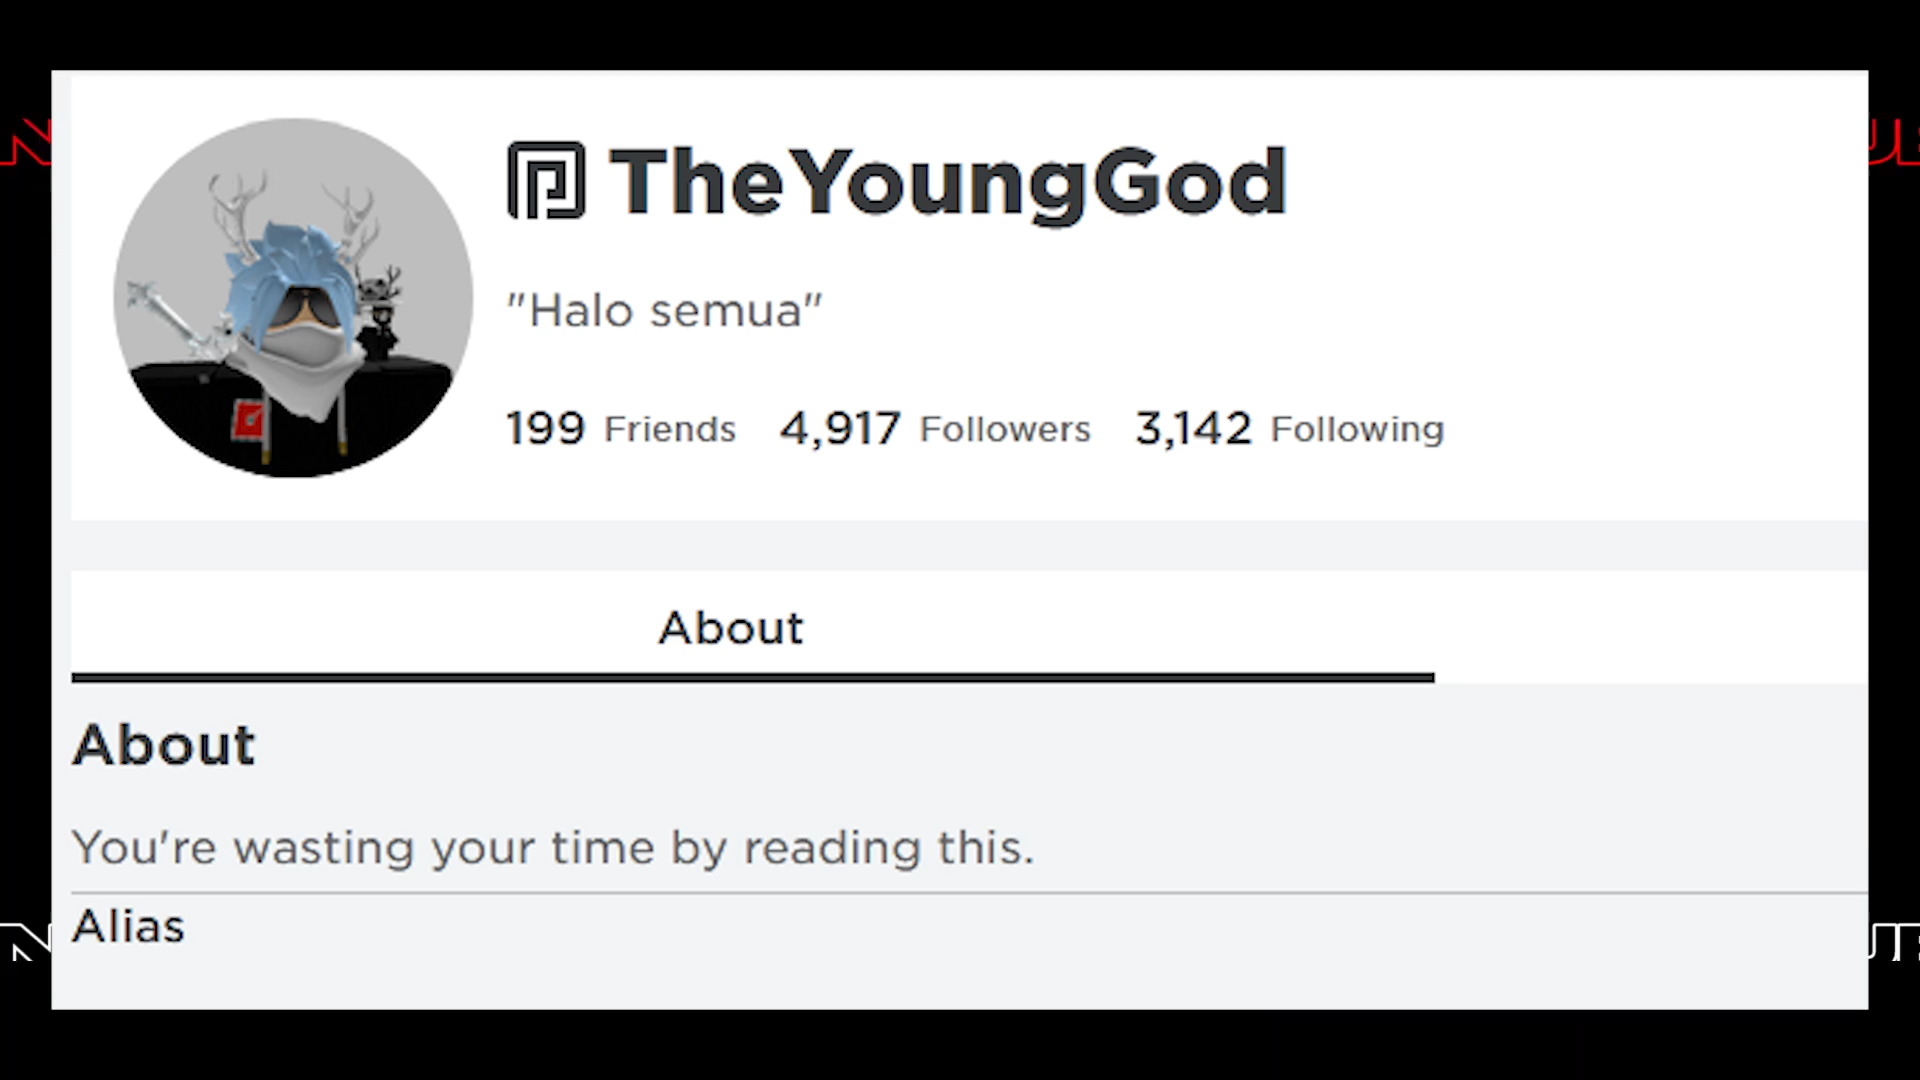 TheYoungGod
"Halo semua"
199 Friends 4,917 Followers 3,142 Following
About
About
You're wasting your time by reading this.
Alias